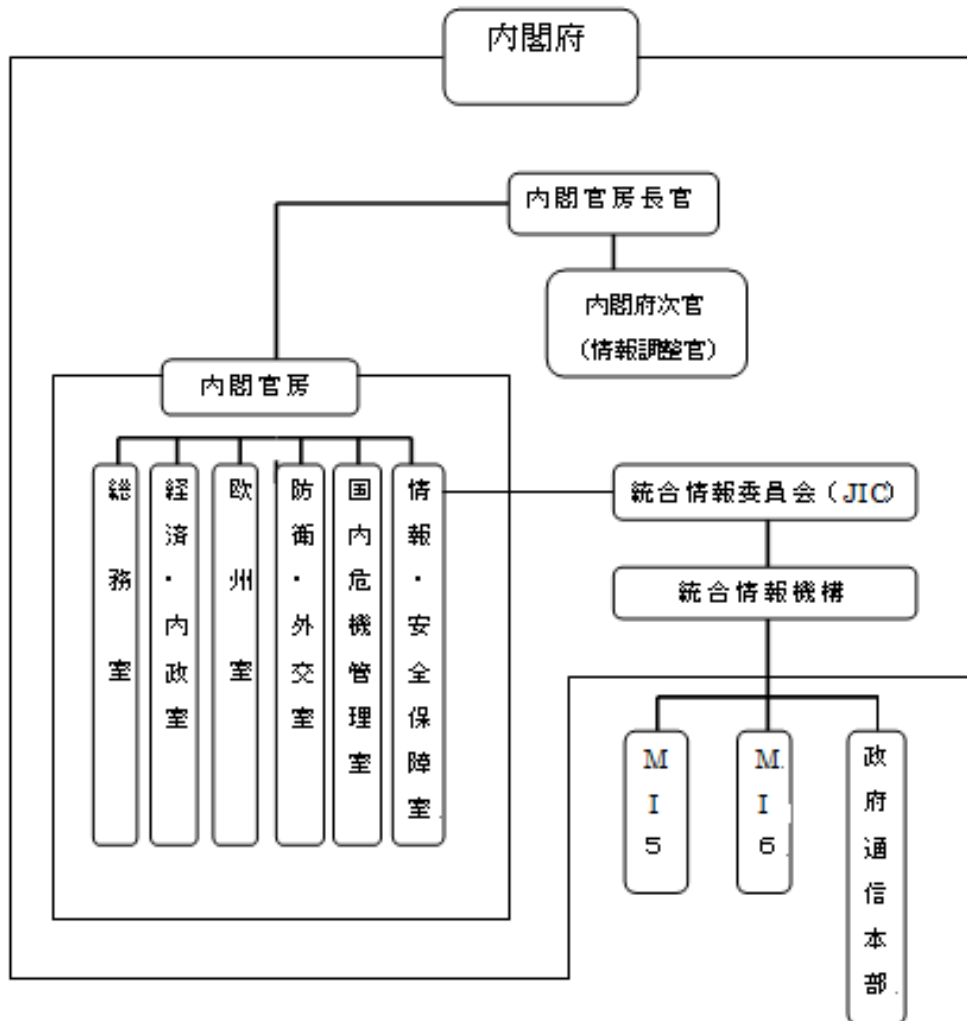 内閣府
内閣官房長官
内閣府次官
（情報調整官）
内閣官房
総務室
経済・内政室
欧州室
防衛・外交室
国内危機管理室
情報・安全保障室
統合情報委員会（JIC）
統合情報機構
MI5
MI6
政府通信本部